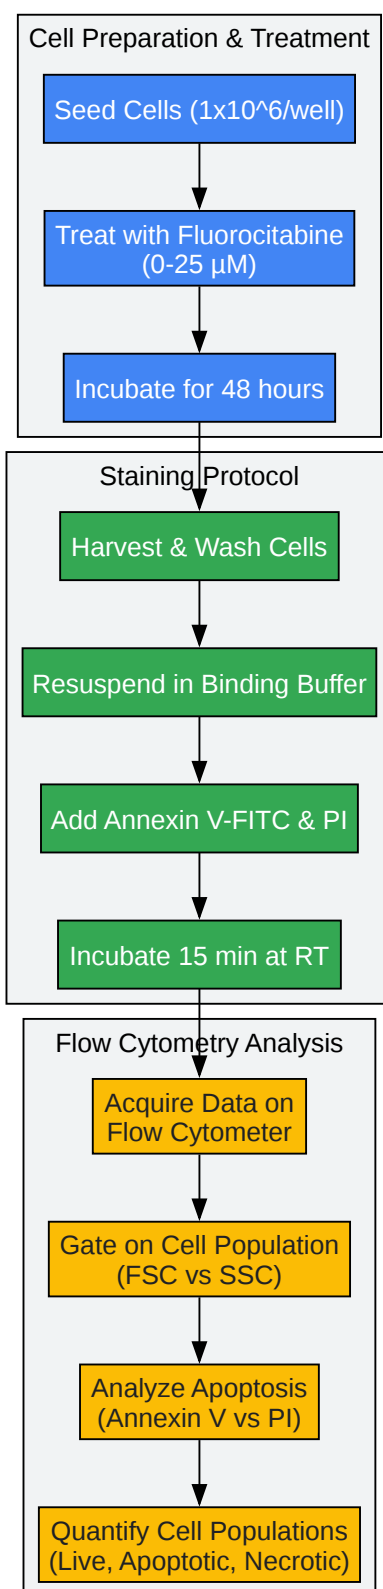 Cell Preparation & Treatment
Seed Cells (1x10^6/well)
Treat with Fluorocitabine
(0-25 µM)
Incubate for 48 hours
Staining Protocol
Harvest & Wash Cells
Resuspend in Binding Buffer
Add Annexin V-FITC & PI
Incubate 15 min at RT
Flow Cytometry Analysis
Acquire Data on
Flow Cytometer
Gate on Cell Population
(FSC vs SSC)
Analyze Apoptosis
(Annexin V vs PI)
Quantify Cell Populations
(Live, Apoptotic, Necrotic)